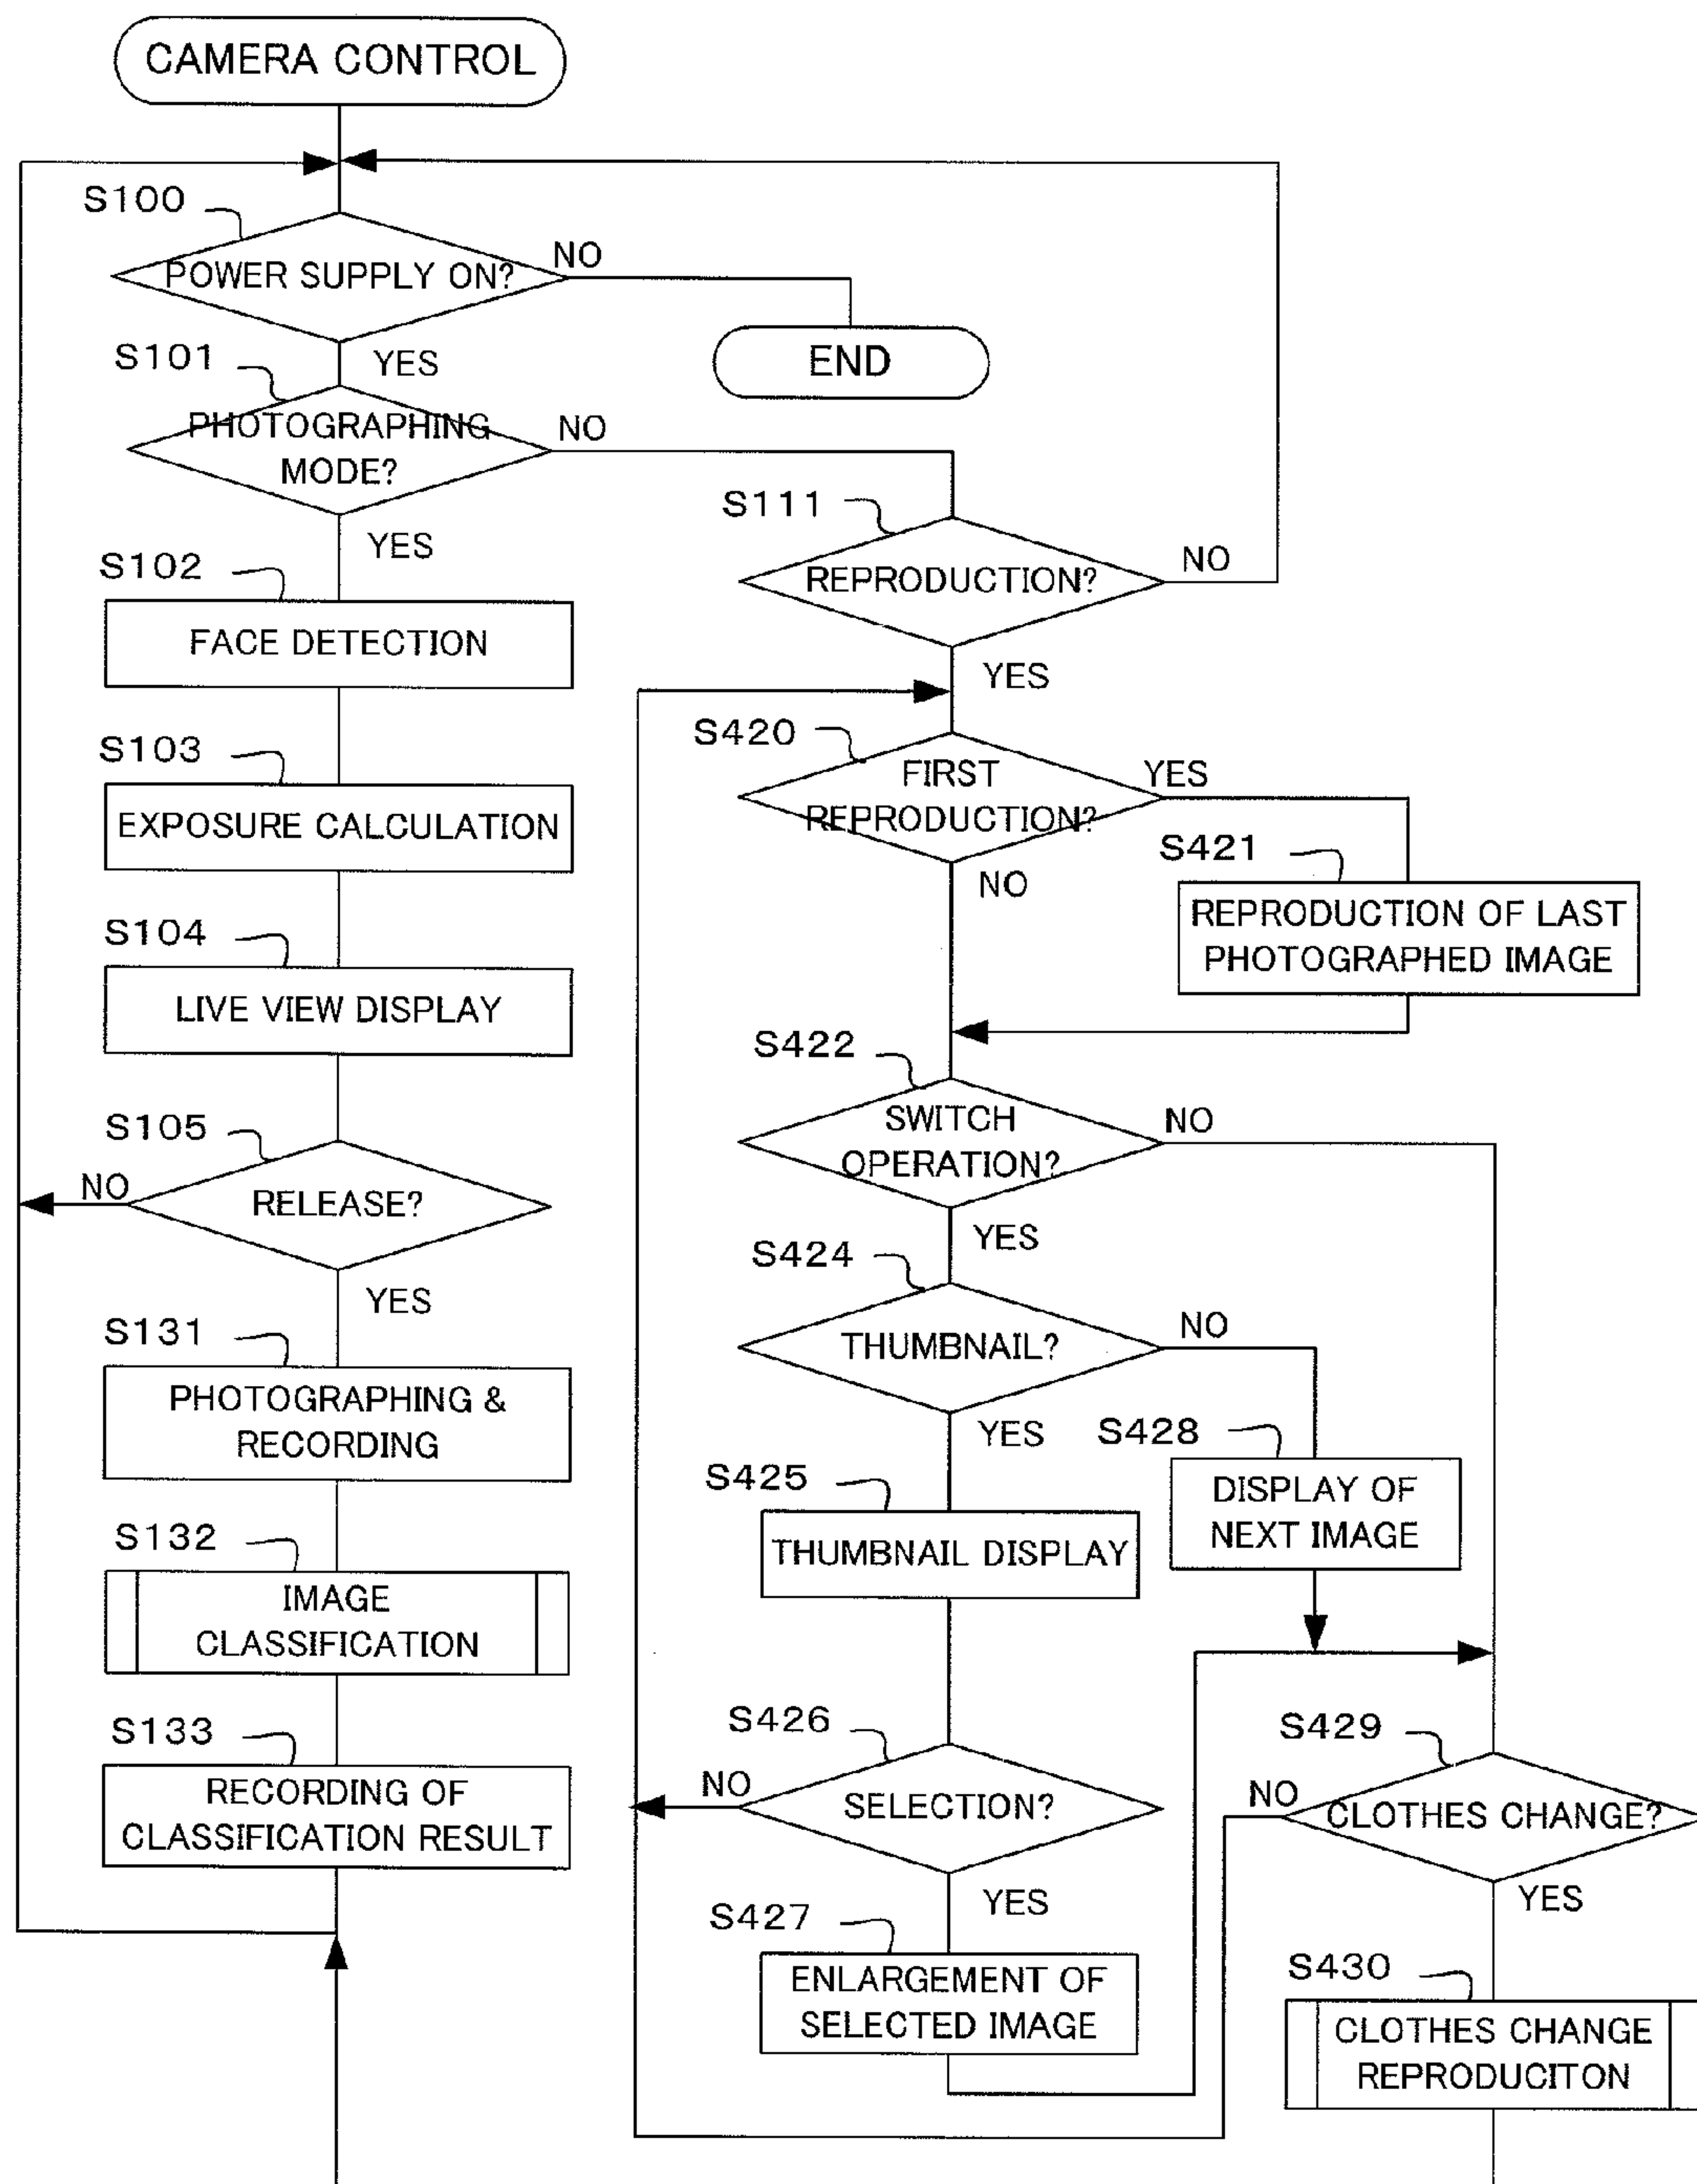 CAMERA CONTROL
S100
POWER SUPPLY ON?
NO
END
YES
S101
PHOTOGRAPHING
MODE?
NO
YES
S102
FACE DETECTION
S103
EXPOSURE CALCULATION
S104
LIVE VIEW DISPLAY
S105
RELEASE?
NO
YES
S131
PHOTOGRAPHING &
RECORDING
S132
IMAGE
CLASSIFICATION
S133
RECORDING OF
CLASSIFICATION RESULT
S111
REPRODUCTION?
NO
YES
S420
FIRST
REPRODUCTION?
YES
NO
S421
REPRODUCTION OF LAST
PHOTOGRAPHED IMAGE
S422
SWITCH
OPERATION?
NO
YES
S424
THUMBNAIL?
NO
YES
S425
THUMBNAIL DISPLAY
S428
DISPLAY OF
NEXT IMAGE
S426
SELECTION?
NO
YES
S427
ENLARGEMENT OF
SELECTED IMAGE
S429
CLOTHES CHANGE?
NO
YES
S430
CLOTHES CHANGE
REPRODUCITON